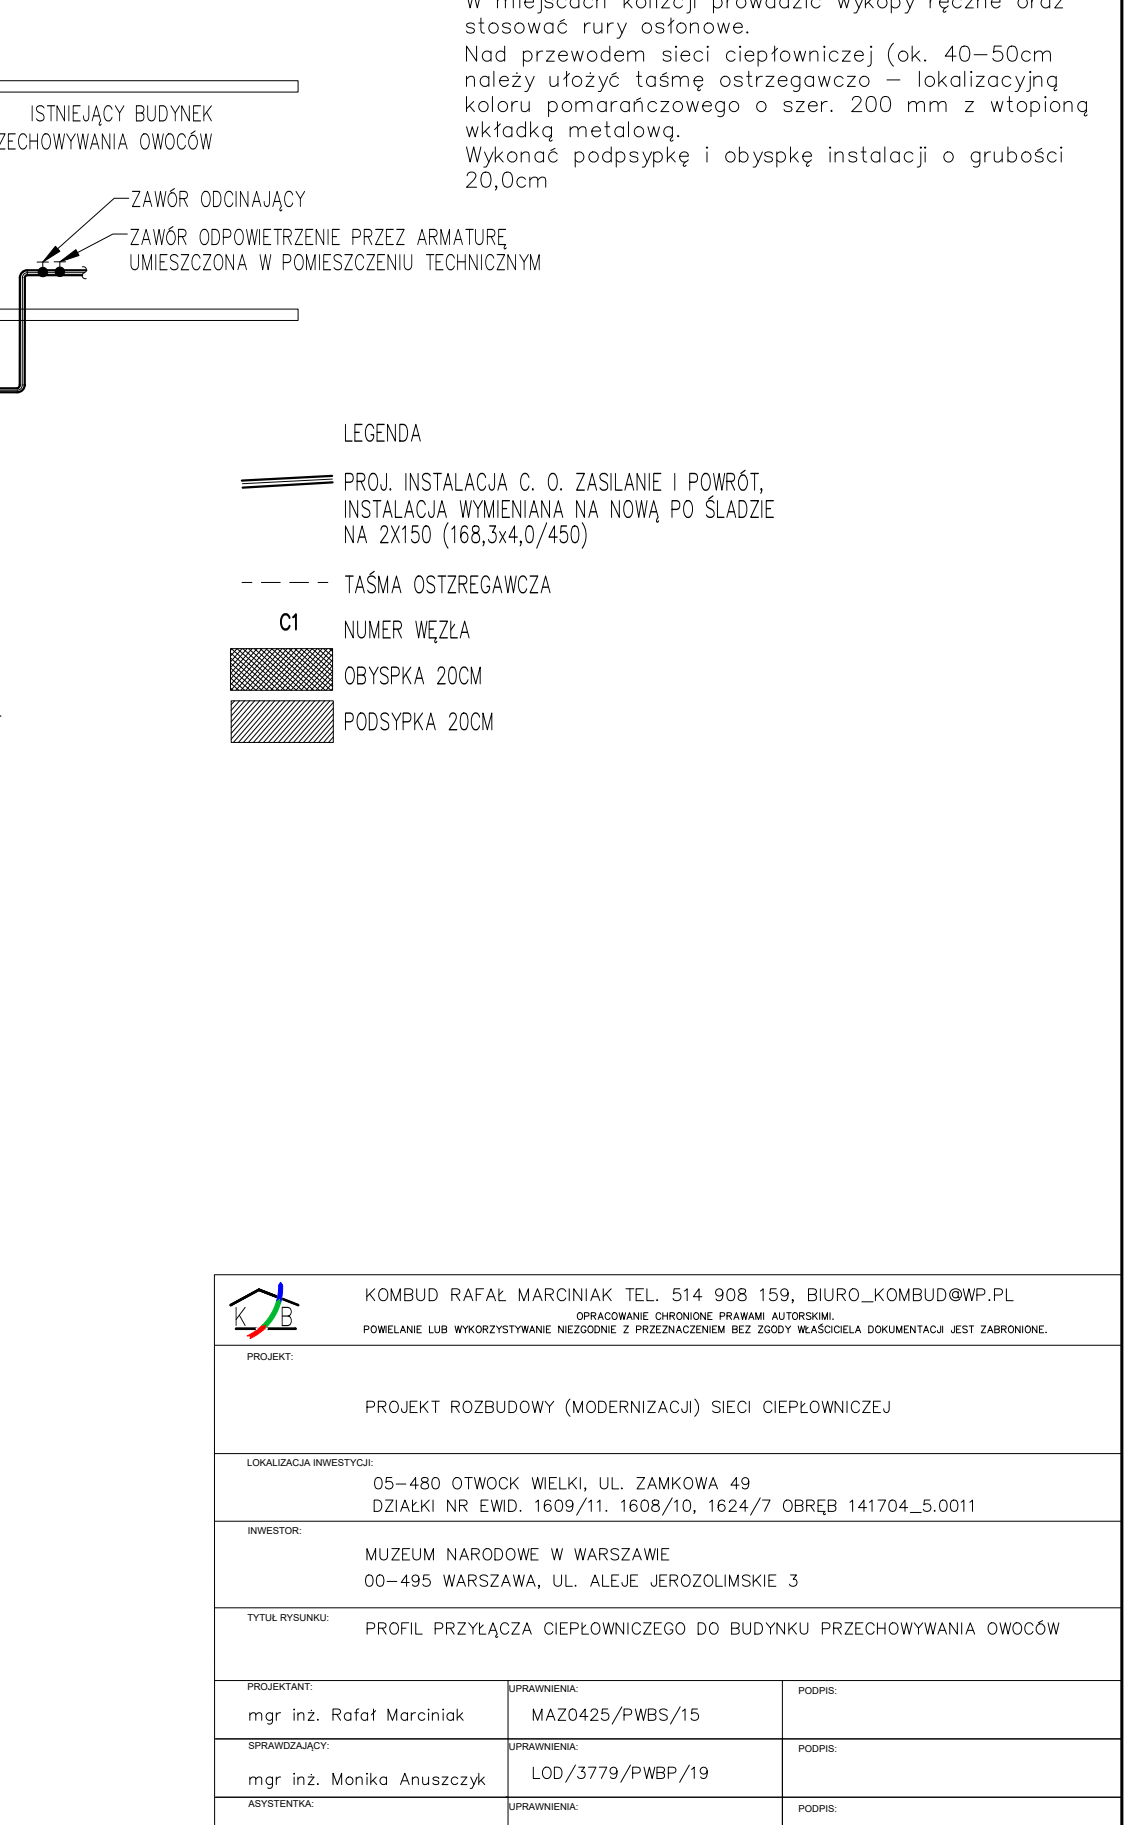 W miejscach kolizcji prowadzić wykopy ręczne oraz
stosować rury osłonowe.
Nad przewodem sieci ciepłowniczej (ok. 40–50cm
należy ułożyć taśmę ostrzegawczo – lokalizacyjną
koloru pomarańczowego o szer. 200 mm z wtopioną
wkładką metalową.
Wykonać podpsypkę i obyspkę instalacji o grubości
20,0cm
ISTNIEJĄCY BUDYNEK
ZECHOWYWANIA OWOCÓW
ZAWÓR ODCINAJĄCY
ZAWÓR ODPOWIETRZENIE PRZEZ ARMATURĘ
UMIESZCZONA W POMIESZCZENIU TECHNICZNYM
LEGENDA
PROJ. INSTALACJA C. O. ZASILANIE I POWRÓT,
INSTALACJA WYMIENIANA NA NOWĄ PO ŚLADZIE
NA 2X150 (168,3x4,0/450)
TAŚMA OSTZREGAWCZA
C1 NUMER WĘZŁA
OBYSPKA 20CM
PODSYPKA 20CM
K B
KOMBUD RAFAŁ MARCINIAK TEL. 514 908 159, BIURO_KOMBUD@WP.PL
OPRACOWANIE CHRONIONE PRAWAMI AUTORSKIMI.
POWIELANIE LUB WYKORZYSTYWANIE NIEZGODNIE Z PRZEZNACZENIEM BEZ ZGODY WŁAŚCICIELA DOKUMENTACJI JEST ZABRONIONE.
PROJEKT:
PROJEKT ROZBUDOWY (MODERNIZACJI) SIECI CIEPŁOWNICZEJ
LOKALIZACJA INWESTYCJI:
05–480 OTWOCK WIELKI, UL. ZAMKOWA 49
DZIAŁKI NR EWID. 1609/11. 1608/10, 1624/7 OBRĘB 141704_5.0011
INWESTOR:
MUZEUM NARODOWE W WARSZAWIE
00–495 WARSZAWA, UL. ALEJE JEROZOLIMSKIE 3
TYTUŁ RYSUNKU:
PROFIL PRZYŁĄCZA CIEPŁOWNICZEGO DO BUDYNKU PRZECHOWYWANIA OWOCÓW
PROJEKTANT: UPRAWNIENIA: PODPIS:
mgr inż. Rafał Marciniak MAZ0425/PWBS/15
SPRAWDZAJĄCY: UPRAWNIENIA: PODPIS:
mgr inż. Monika Anuszczyk LOD/3779/PWBP/19
ASYSTENTKA: UPRAWNIENIA: PODPIS: